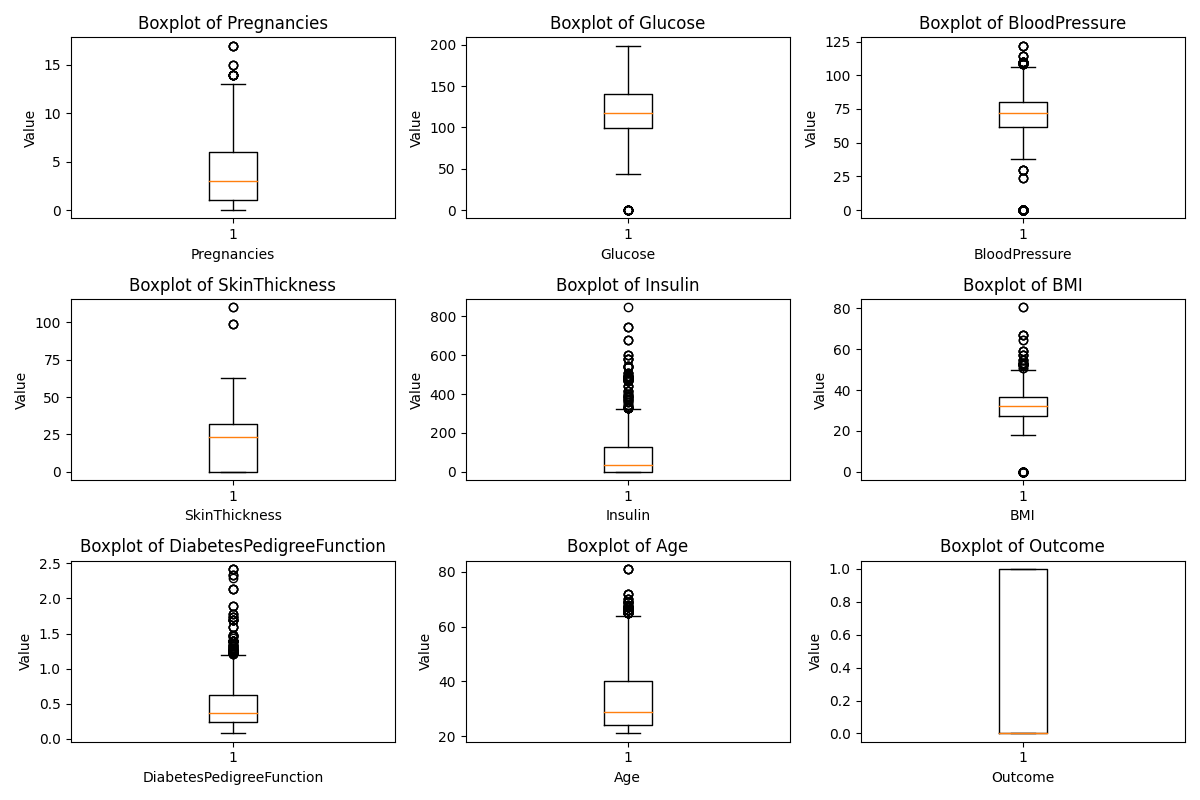 Boxplot of Pregnancies
15
10
5
0
Value
1
Pregnancies
Boxplot of Glucose
200
150
100
50
0
Value
1
Glucose
Boxplot of BloodPressure
125
100
75
50
25
0
Value
1
BloodPressure
Boxplot of SkinThickness
100
75
50
25
0
Value
1
SkinThickness
Boxplot of Insulin
800
600
400
200
0
Value
1
Insulin
Boxplot of BMI
80
60
40
20
0
Value
1
BMI
Boxplot of DiabetesPedigreeFunction
2.5
2.0
1.5
1.0
0.5
0.0
Value
1
DiabetesPedigreeFunction
Boxplot of Age
80
60
40
20
Value
1
Age
Boxplot of Outcome
1.0
0.8
0.6
0.4
0.2
0.0
Value
1
Outcome